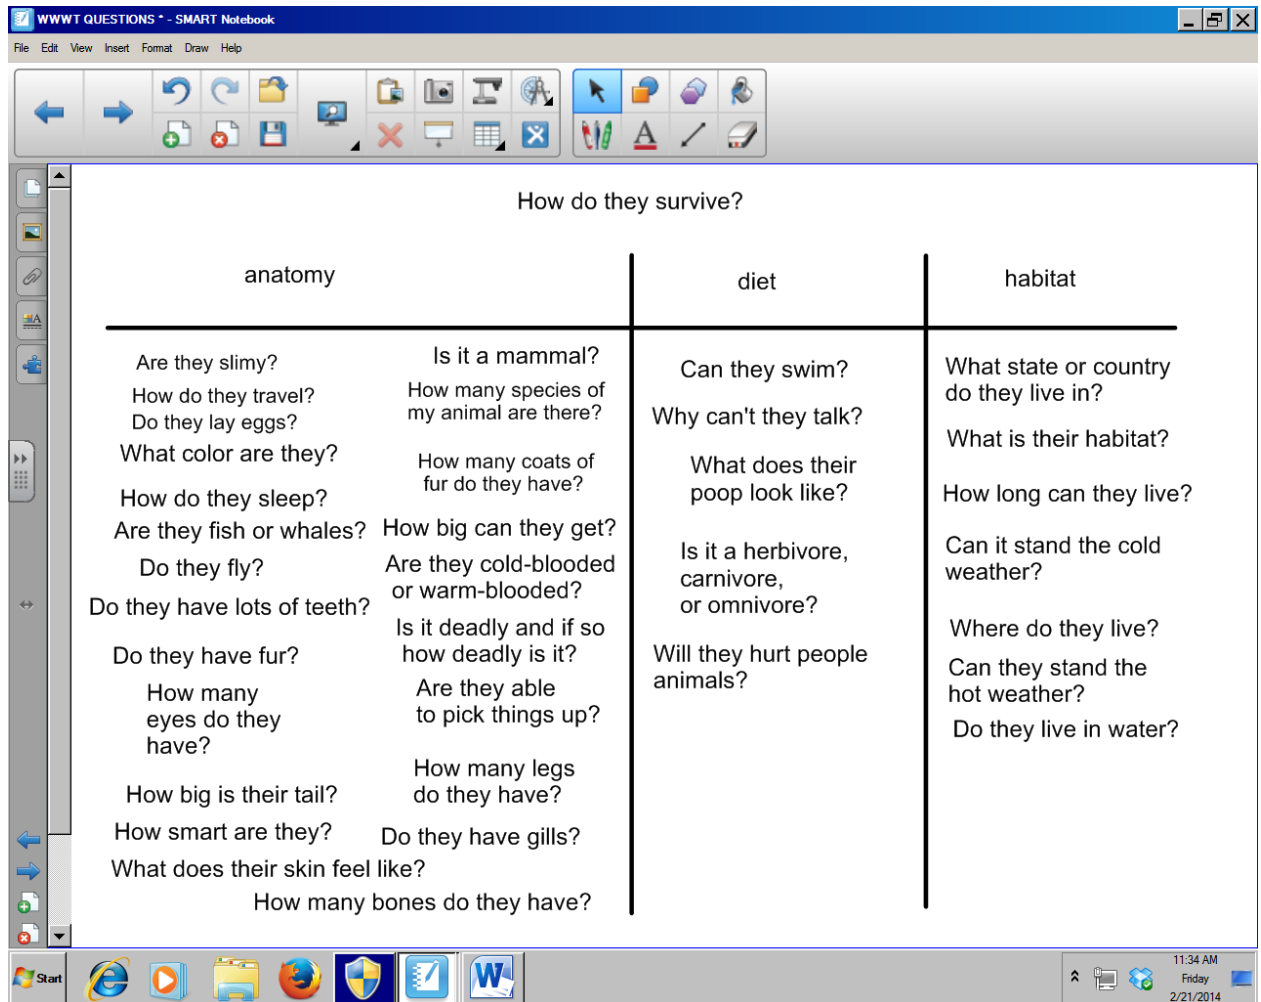 WWWT QUESTIONS * - SMART Notebook
File Edit View Insert Format Draw Help
How do they survive?
anatomy
Are they slimy?
How do they travel?
Do they lay eggs?
What color are they?
How do they sleep?
Are they fish or whales?
Do they fly?
Do they have lots of teeth?
Do they have fur?
How many
eyes do they
have?
How big is their tail?
How smart are they?
What does their skin feel like?
How many bones do they have?
Is it a mammal?
How many species of
my animal are there?
How many coats of
fur do they have?
How big can they get?
Are they cold-blooded
or warm-blooded?
Is it deadly and if so
how deadly is it?
Are they able
to pick things up?
How many legs
do they have?
Do they have gills?
diet
Can they swim?
Why can't they talk?
What does their
poop look like?
Is it a herbivore,
carnivore,
or omnivore?
Will they hurt people
animals?
habitat
What state or country
do they live in?
What is their habitat?
How long can they live?
Can it stand the cold
weather?
Where do they live?
Can they stand the
hot weather?
Do they live in water?
Start
11:34 AM
Friday
2/21/2014